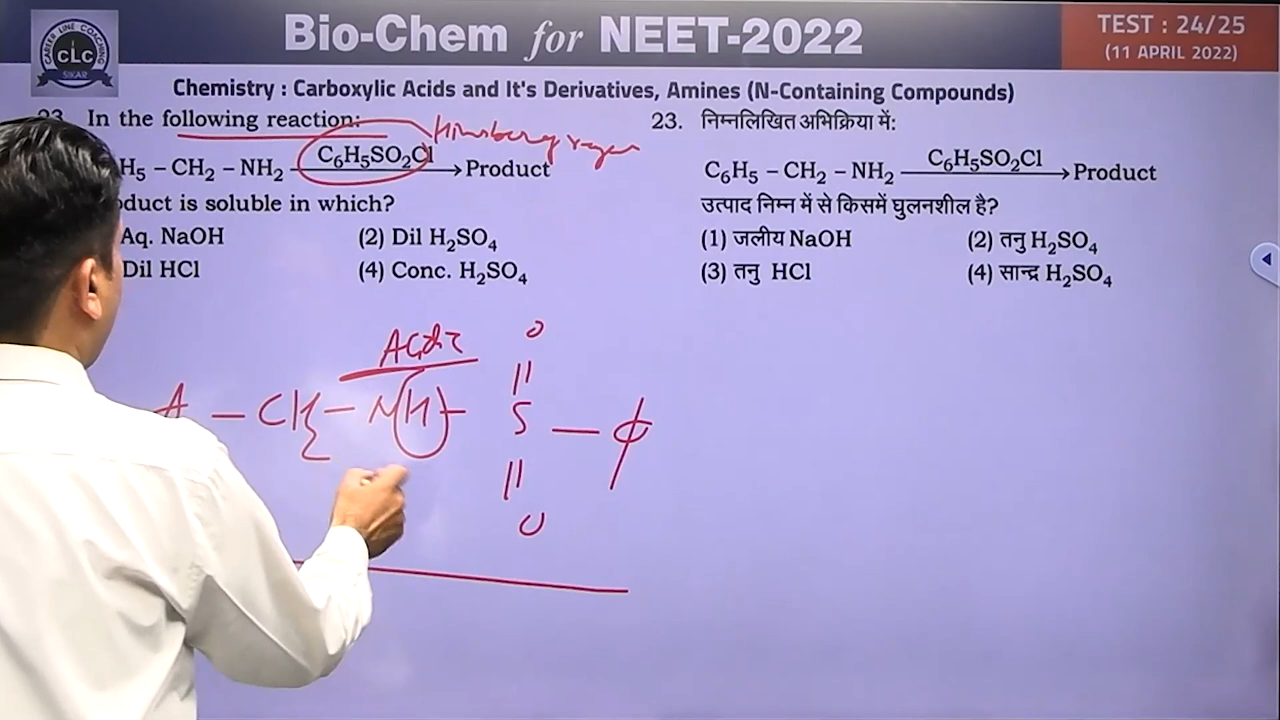 CAREER LINE COACHING
CLC
SIKAR
Bio-Chem for NEET-2022
TEST : 24/25
(11 APRIL 2022)
Chemistry : Carboxylic Acids and It's Derivatives, Amines (N-Containing Compounds)
23. In the following reaction:
H₅ – CH₂ – NH₂ C₆H₅SO₂Cl → Product
oduct is soluble in which?
Aq. NaOH (2) Dil H₂SO₄
Dil HCl (4) Conc. H₂SO₄
Hinsberg
Acidic
O
||
– CH₂ – NH – S – ϕ
||
O
23. निम्नलिखित अभिक्रिया में:
C₆H₅ – CH₂ – NH₂ C₆H₅SO₂Cl → Product
उत्पाद निम्न में से किसमें घुलनशील है?
(1) जलीय NaOH (2) तनु H₂SO₄
(3) तनु HCl (4) सान्द्र H₂SO₄